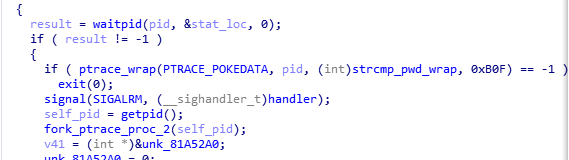 {
result = waitpid(pid, &stat_loc, 0);
if ( result != -1 )
{
if ( ptrace_wrap(PTRACE_POKEDATA, pid, (int)strcmp_pwd_wrap, 0xB0F) == -1 )
exit(0);
signal(SIGALRM, (__sighandler_t)handler);
self_pid = getpid();
fork_ptrace_proc_2(self_pid);
v41 = (int *)&unk_81A52A0;
unk_81A52A0 = 0;